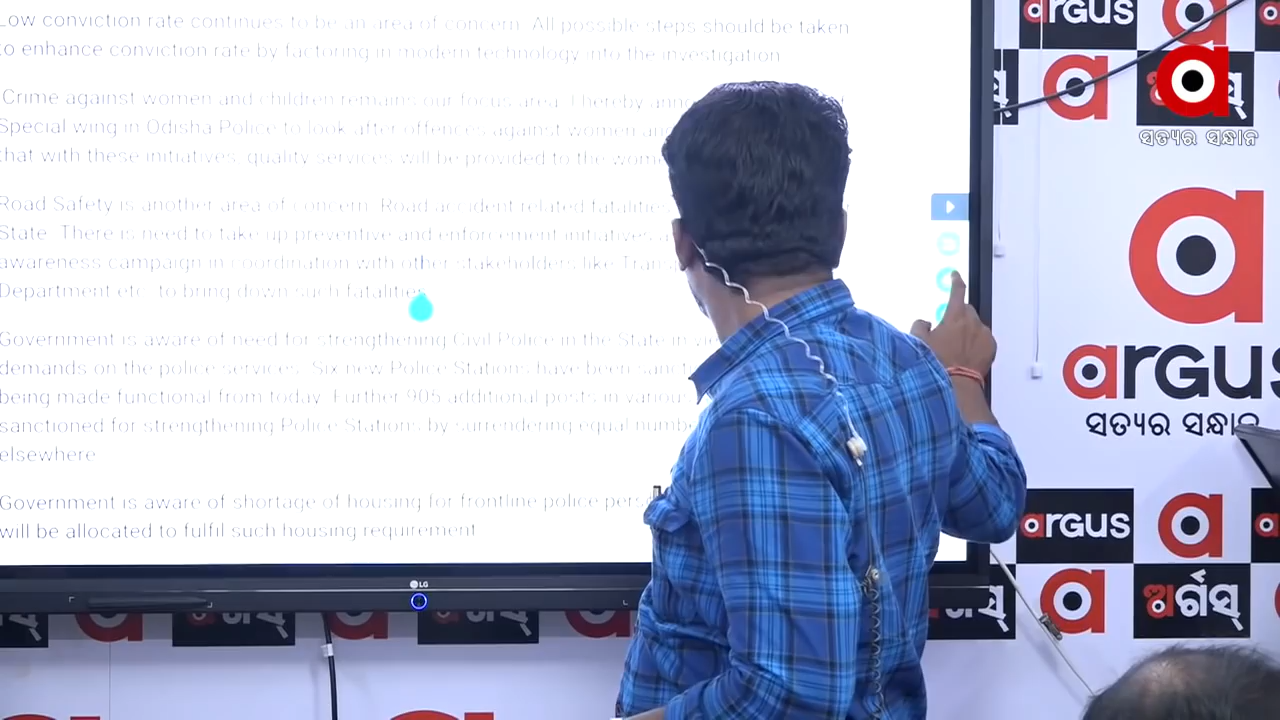 Low conviction rate continues to be an area of concern. All possible steps should be taken
to enhance conviction rate by factoring in modern technology into the investigation.
Crime against women and children remains our focus area. I hereby
Special wing in Odisha Police to look after offences against women and
that with these initiatives, quality services will be provided to the
Road Safety is another area of concern. Road accident related fatalities
State. There is need to take up preventive and enforcement initiatives
awareness campaign in coordination with other stakeholders like
Department etc. to bring down such fatalities
Government is aware of need for strengthening Civil Police in the State in
demands on the police services. Six new Police Stations have been
being made functional from today. Further 905 additional posts in various
sanctioned for strengthening Police Stations by surrendering equal
elsewhere
Government is aware of shortage of housing for frontline police
will be allocated to fulfil such housing requirement
LG
argus
ସତ୍ୟର ସନ୍ଧାନ
argus
ସତ୍ୟର ସନ୍ଧାନ
argus
ଅର୍ଗସ୍